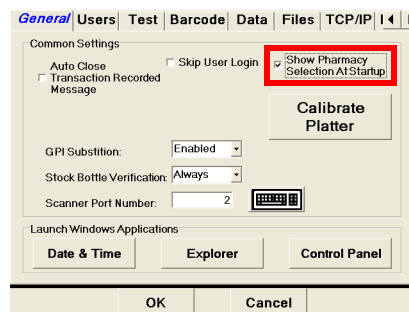 General Users Test Barcode Data Files TCP/IP
Common Settings
Auto Close
Transaction Recorded
Message
Skip User Login
Show Pharmacy
Selection At Startup
Calibrate
Platter
GPI Substition: Enabled
Stock Bottle Verification: Always
Scanner Port Number: 2
Launch Windows Applications
Date & Time Explorer Control Panel
OK Cancel